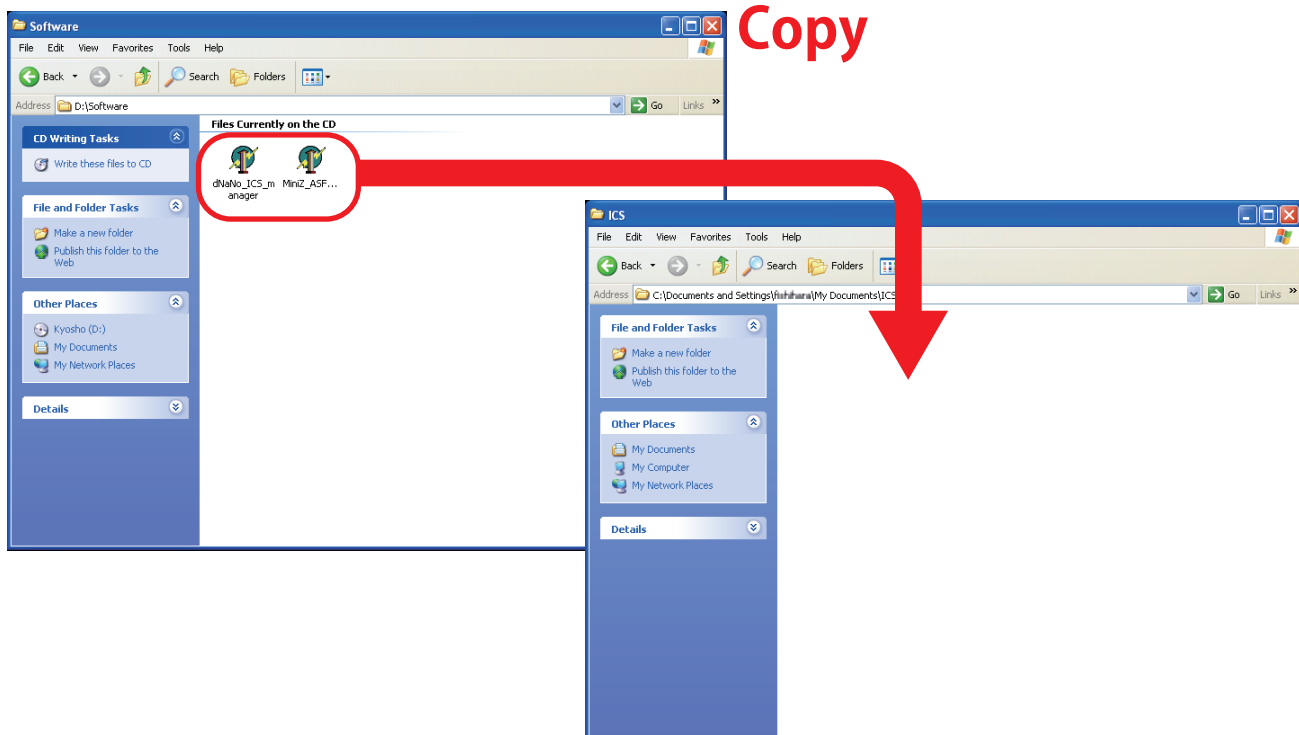 Copy
Software
File Edit View Favorites Tools Help
Back Search Folders
Address D:\Software Go Links »
Files Currently on the CD
CD Writing Tasks
Write these files to CD
dNaNo_ICS_m
anager
MiniZ_ASF...
File and Folder Tasks
Make a new folder
Publish this folder to the
Web
Other Places
Kyosho (D:)
My Documents
My Network Places
Details
ICS
File Edit View Favorites Tools Help
Back Search Folders
Address C:\Documents and Settings\ \My Documents\ICS Go Links »
File and Folder Tasks
Make a new folder
Publish this folder to the
Web
Other Places
My Documents
My Computer
My Network Places
Details